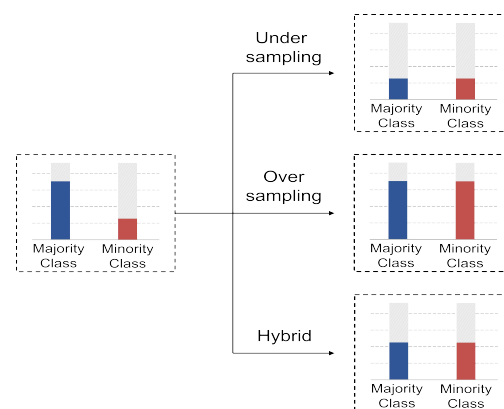 Under
sampling
Majority
Class
Minority
Class
Over
sampling
Majority
Class
Minority
Class
Majority
Class
Minority
Class
Hybrid
Majority
Class
Minority
Class